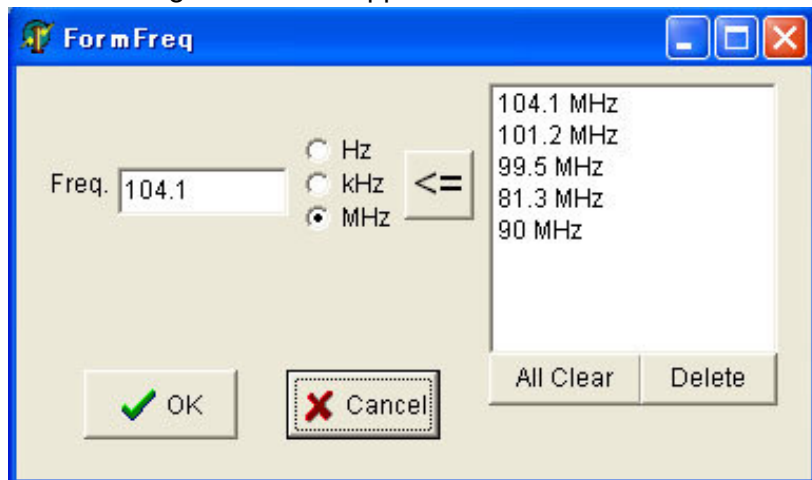 FormFreq
Freq. 104.1
Hz
kHz
MHz
<=
104.1 MHz
101.2 MHz
99.5 MHz
81.3 MHz
90 MHz
All Clear Delete
OK Cancel